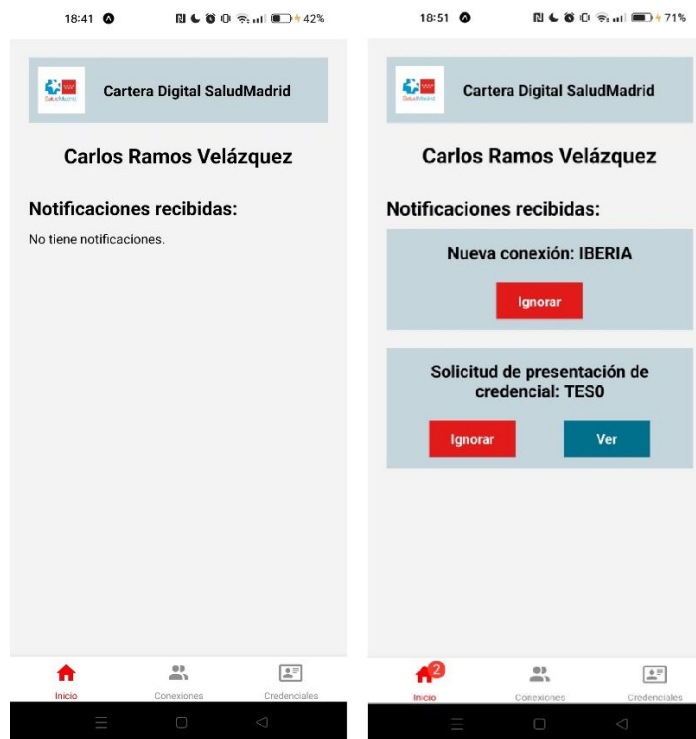 18:41
42%
SaludMadrid
Cartera Digital SaludMadrid
Carlos Ramos Velázquez
Notificaciones recibidas:
No tiene notificaciones.
Inicio
Conexiones
Credenciales
18:51
71%
SaludMadrid
Cartera Digital SaludMadrid
Carlos Ramos Velázquez
Notificaciones recibidas:
Nueva conexión: IBERIA
Ignorar
Solicitud de presentación de
credencial: TES0
Ignorar
Ver
2
Inicio
Conexiones
Credenciales